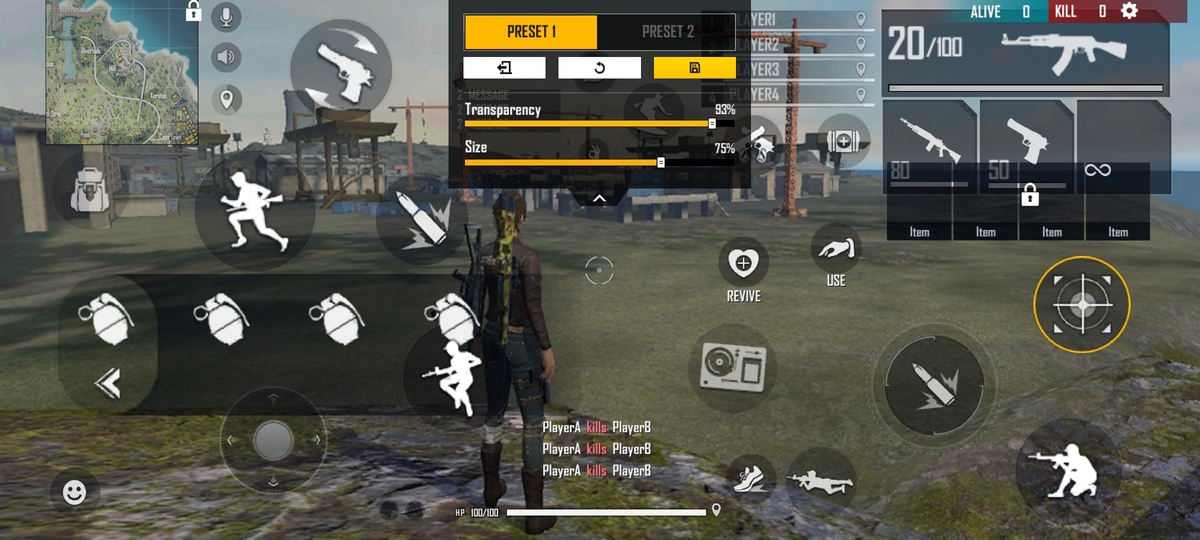 ALIVE 0 KILL 0
PRESET 1
PRESET 2
PLAYER1
PLAYER2
PLAYER3
PLAYER4
20/100
MESSAGE
Transparency
93%
Size
75%
80
50
∞
Item
Item
Item
Item
REVIVE
USE
PlayerA kills PlayerB
PlayerA kills PlayerB
PlayerA kills PlayerB
HP 100/100